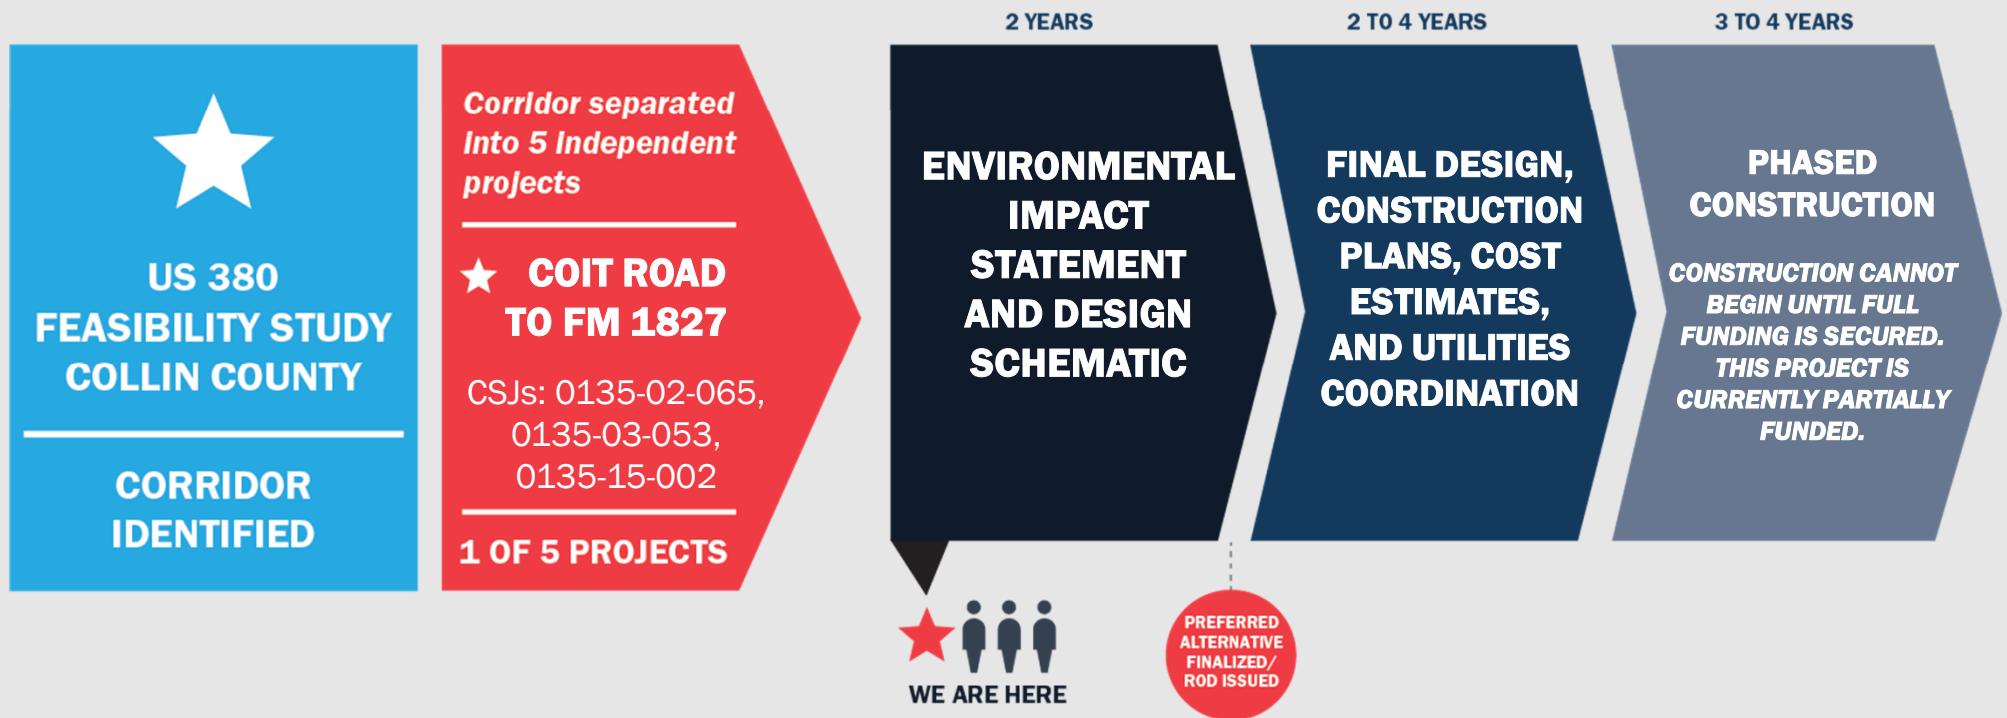 US 380
FEASIBILITY STUDY
COLLIN COUNTY
CORRIDOR
IDENTIFIED
Corridor separated
into 5 independent
projects
COIT ROAD
TO FM 1827
CSJs: 0135-02-065,
0135-03-053,
0135-15-002
1 OF 5 PROJECTS
2 YEARS
ENVIRONMENTAL
IMPACT
STATEMENT
AND DESIGN
SCHEMATIC
WE ARE HERE
PREFERRED
ALTERNATIVE
FINALIZED/
ROD ISSUED
2 TO 4 YEARS
FINAL DESIGN,
CONSTRUCTION
PLANS, COST
ESTIMATES,
AND UTILITIES
COORDINATION
3 TO 4 YEARS
PHASED
CONSTRUCTION
CONSTRUCTION CANNOT
BEGIN UNTIL FULL
FUNDING IS SECURED.
THIS PROJECT IS
CURRENTLY PARTIALLY
FUNDED.